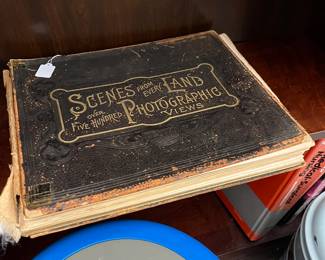 SCENES FROM EVERY LAND
OVER FIVE HUNDRED PHOTOGRAPHIC VIEWS